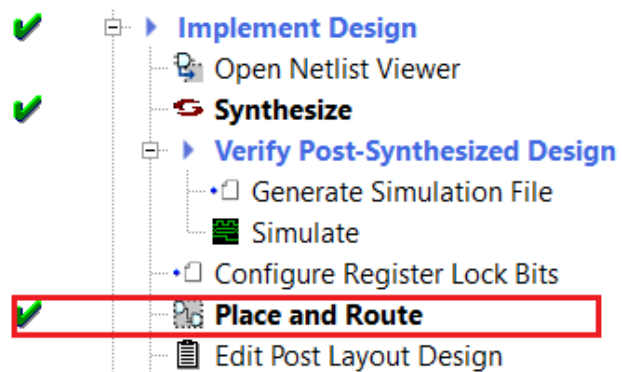 Implement Design
Open Netlist Viewer
Synthesize
Verify Post-Synthesized Design
Generate Simulation File
Simulate
Configure Register Lock Bits
Place and Route
Edit Post Layout Design